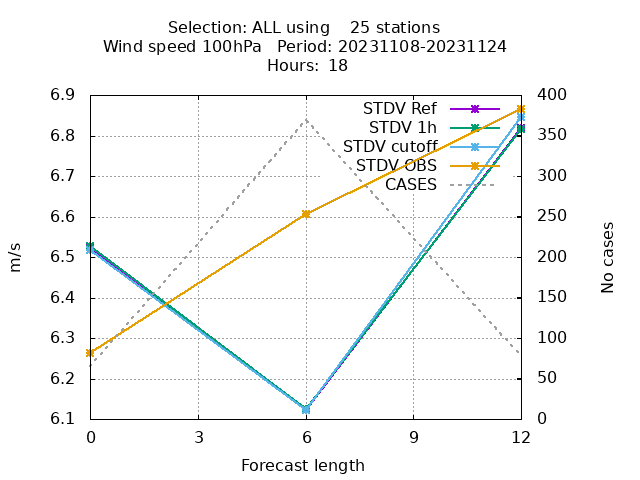 Selection: ALL using    25 stations
Wind speed 100hPa   Period: 20231108-20231124
Hours: 18
6.9
6.8
6.7
6.6
6.5
6.4
6.3
6.2
6.1
m/s
400
350
300
250
200
150
100
50
0
No cases
STDV Ref
STDV 1h
STDV cutoff
STDV OBS
CASES
0 3 6 9 12
Forecast length